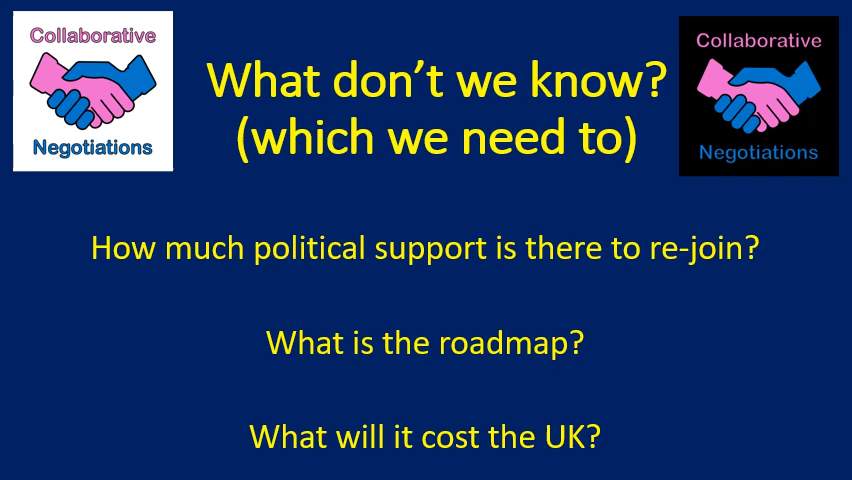 Collaborative
Negotiations
What don’t we know?
(which we need to)
Collaborative
Negotiations
How much political support is there to re-join?
What is the roadmap?
What will it cost the UK?